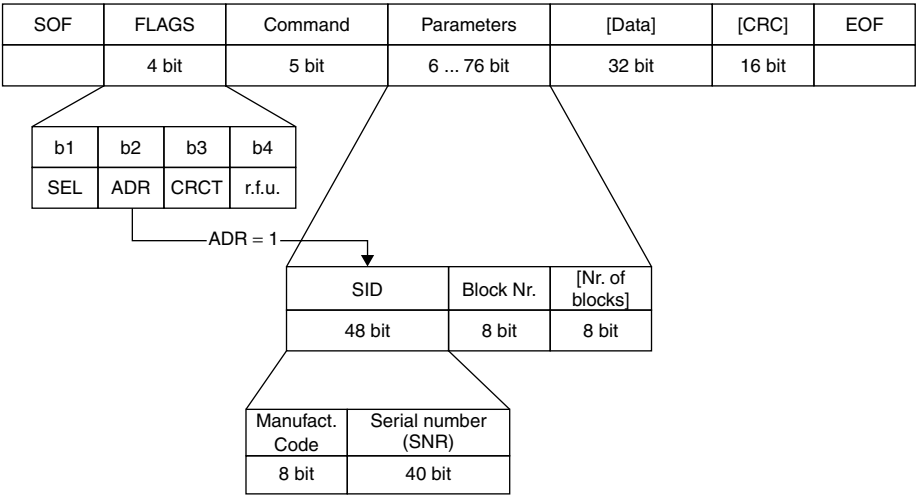 SOF FLAGS Command Parameters [Data] [CRC] EOF
4 bit 5 bit 6 ... 76 bit 32 bit 16 bit
b1 b2 b3 b4
SEL ADR CRCT r.f.u.
ADR = 1
SID Block Nr. [Nr. of
blocks]
48 bit 8 bit 8 bit
Manufact. Serial number
Code (SNR)
8 bit 40 bit